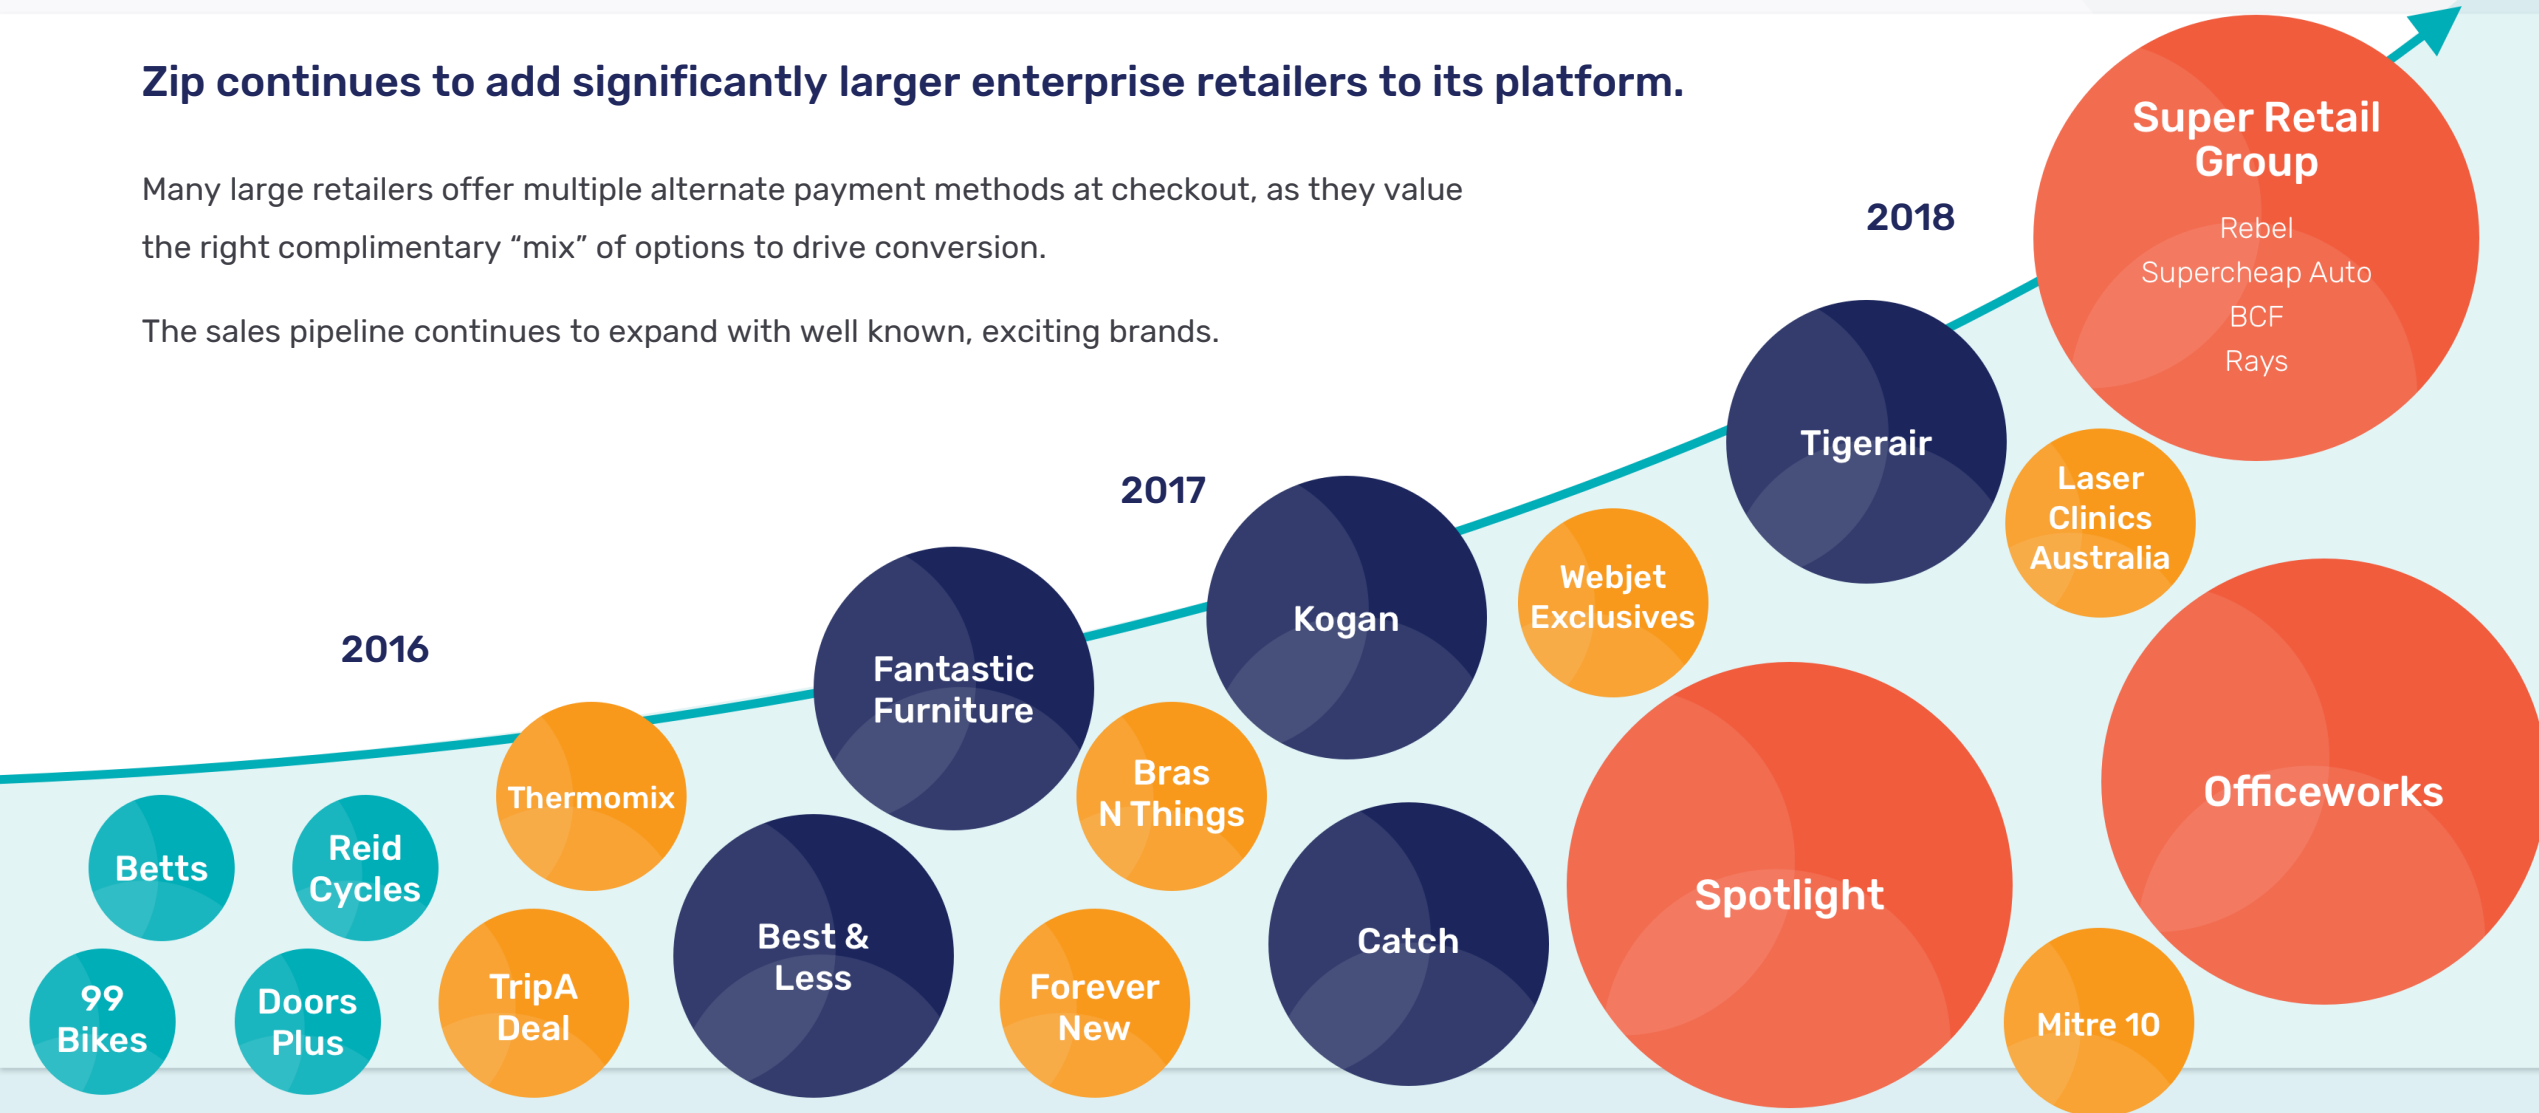 Zip continues to add significantly larger enterprise retailers to its platform.
Many large retailers offer multiple alternate payment methods at checkout, as they value
the right complimentary “mix” of options to drive conversion.
The sales pipeline continues to expand with well known, exciting brands.
2016
2017
2018
Betts
Reid
Cycles
99
Bikes
Doors
Plus
Thermomix
TripA
Deal
Fantastic
Furniture
Best &
Less
Bras
N Things
Forever
New
Kogan
Catch
Webjet
Exclusives
Spotlight
Tigerair
Super Retail
Group
Rebel
Supercheap Auto
BCF
Rays
Laser
Clinics
Australia
Officeworks
Mitre 10